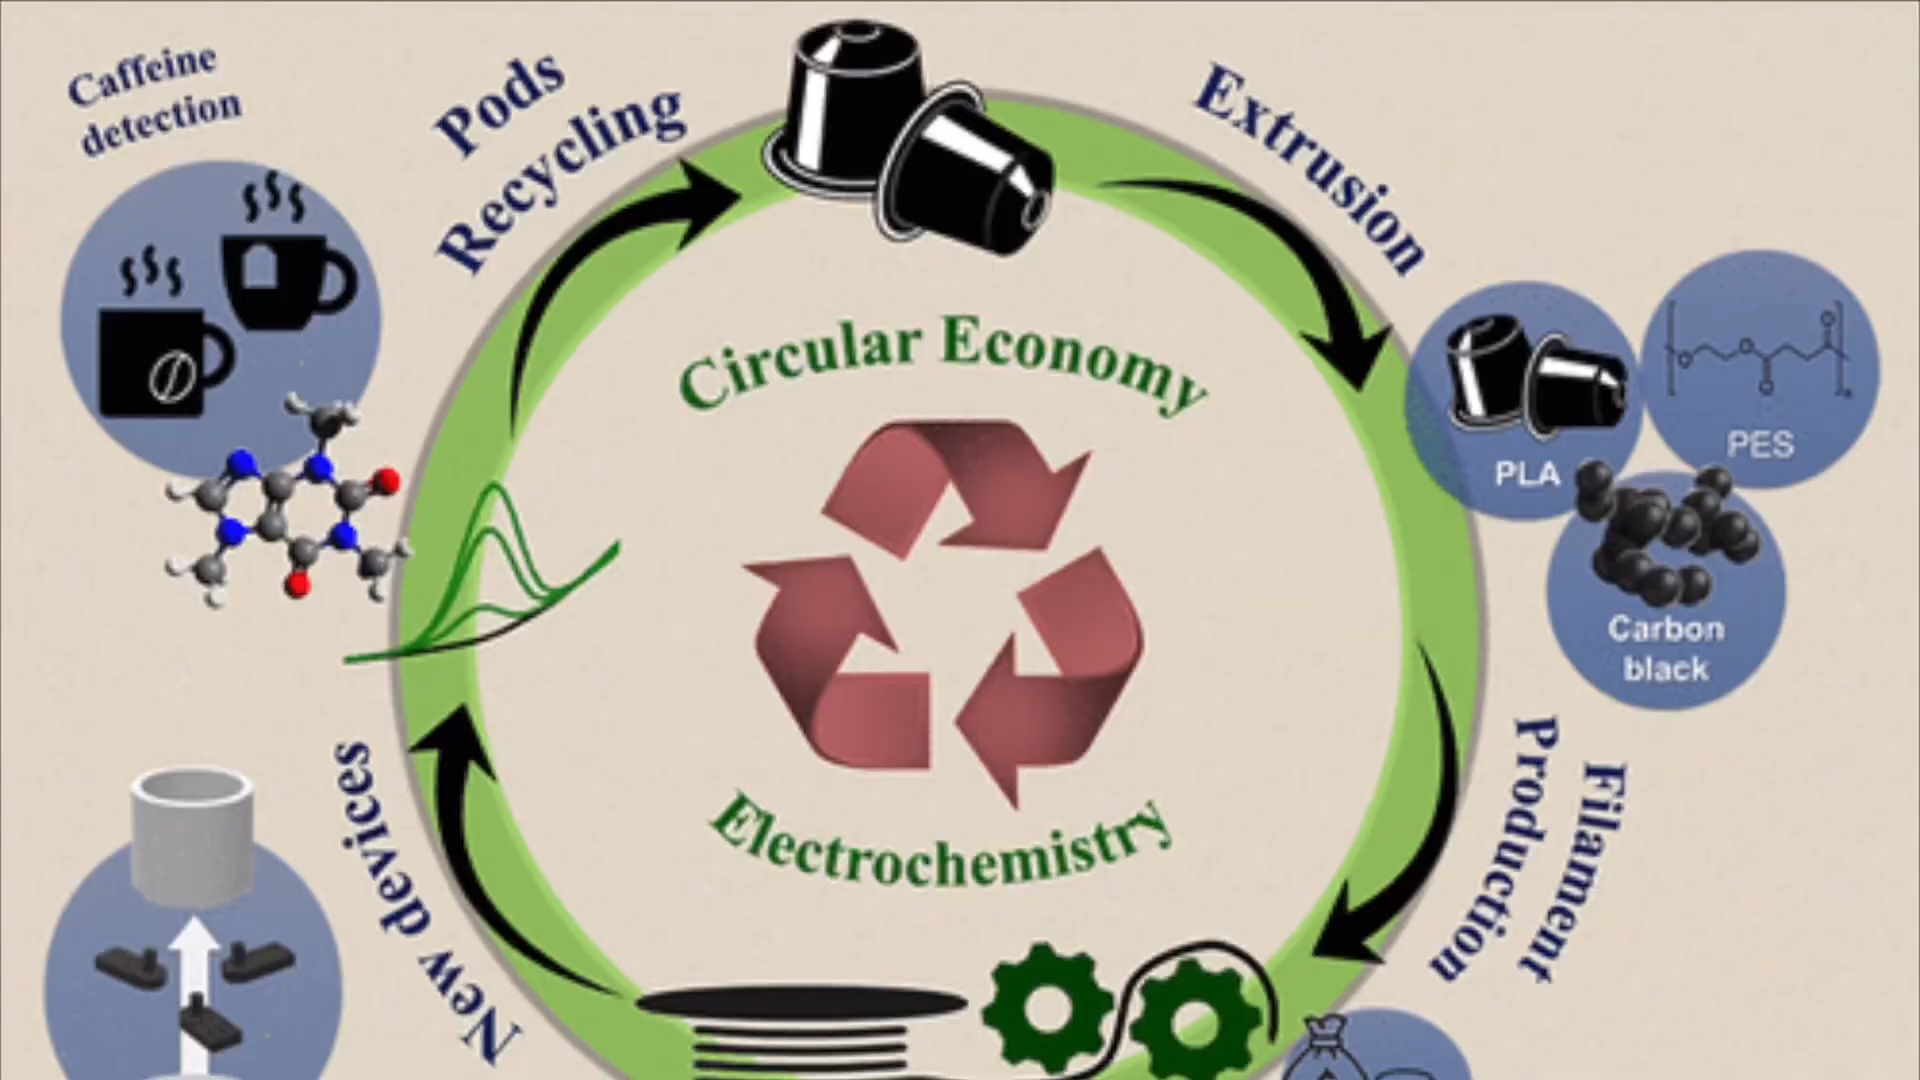 Caffeine
detection
Pods
Recycling
Extrusion
Circular Economy
PLA
PES
Carbon
black
Electrochemistry
Filament
Production
New devices